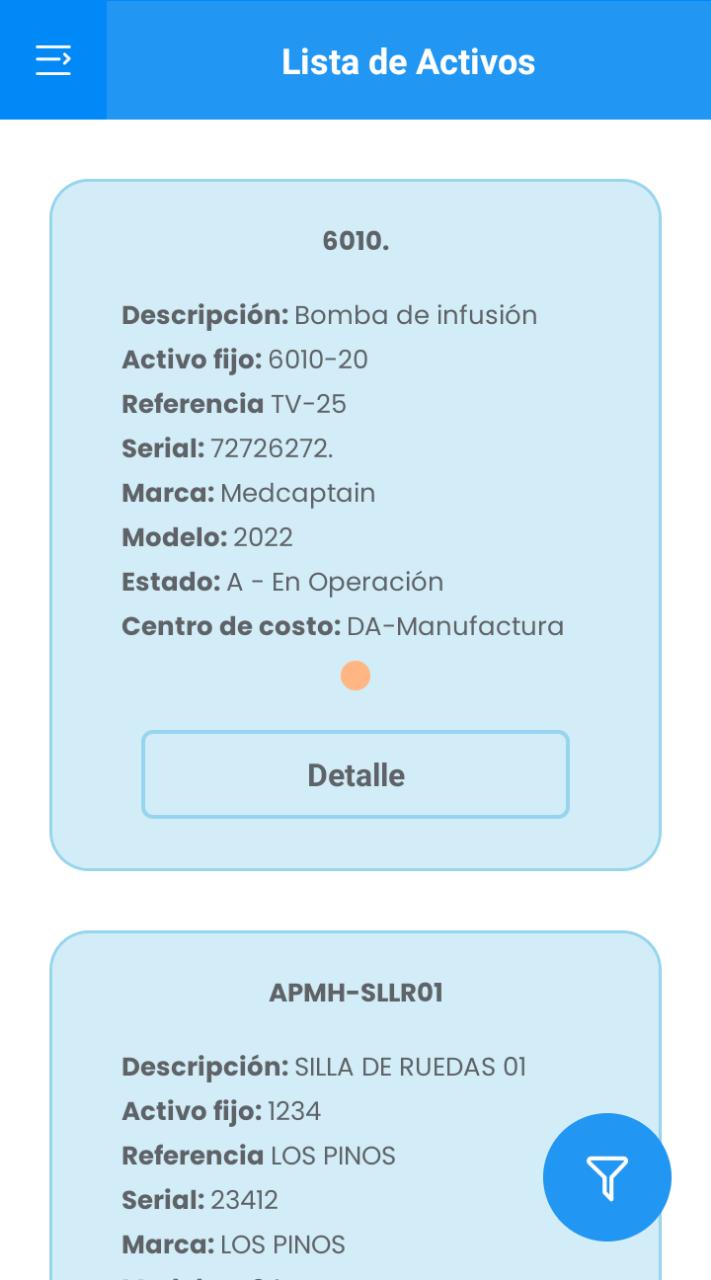 Lista de Activos
6010.
Descripción: Bomba de infusión
Activo fijo: 6010-20
Referencia TV-25
Serial: 72726272.
Marca: Medcaptain
Modelo: 2022
Estado: A - En Operación
Centro de costo: DA-Manufactura
Detalle
APMH-SLLR01
Descripción: SILLA DE RUEDAS 01
Activo fijo: 1234
Referencia LOS PINOS
Serial: 23412
Marca: LOS PINOS